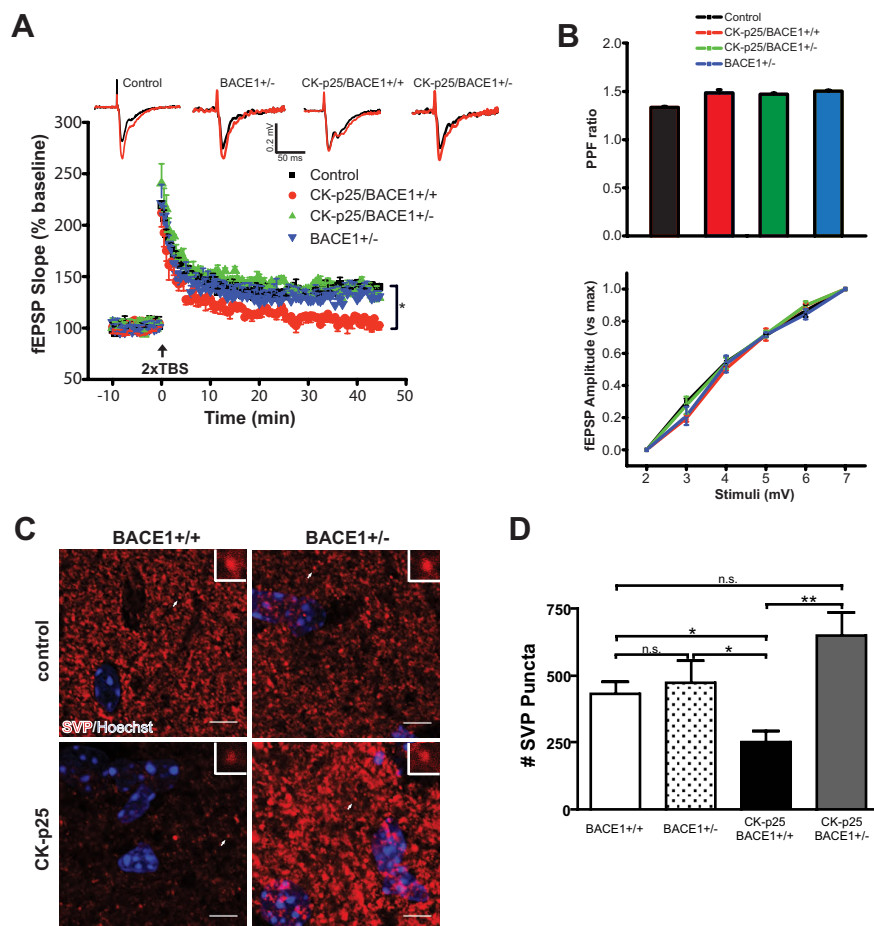 A
Control
BACE1+/-
CK-p25/BACE1+/+
CK-p25/BACE1+/-
0.2 mV
50 ms
Control
CK-p25/BACE1+/+
CK-p25/BACE1+/-
BACE1+/-
fEPSP Slope (% baseline)
300
250
200
150
100
50
*
2xTBS
-10 0 10 20 30 40 50
Time (min)
B
Control
CK-p25/BACE1+/+
CK-p25/BACE1+/-
BACE1+/-
PPF ratio
2.0
1.5
1.0
0.5
0.0
fEPSP Amplitude (vs max)
1.0
0.8
0.6
0.4
0.2
0.0
2 3 4 5 6 7
Stimuli (mV)
C
BACE1+/+ BACE1+/-
control
SVP/Hoechst
CK-p25
D
n.s.
**
*
n.s.
*
# SVP Puncta
750
500
250
0
BACE1+/+
BACE1+/-
CK-p25
BACE1+/+
CK-p25
BACE1+/-